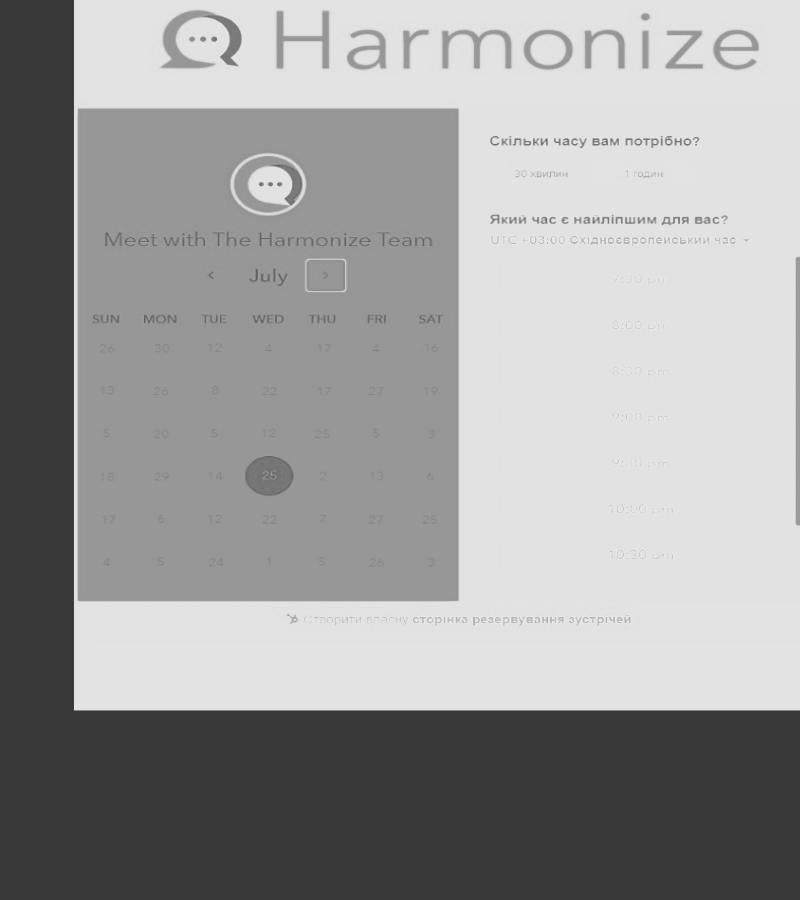 Harmonize
Meet with The Harmonize Team
July
SUN MON TUE WED THU FRI SAT
26 30 12 4 17 4 16
13 26 8 22 17 27 19
5 20 5 12 25 5 3
18 29 14 25 2 13 6
17 6 12 22 7 27 25
4 5 24 1 5 26 3
Скільки часу вам потрібно?
30 хвилин 1 годин
Який час є найліпшим для вас?
UTC +03:00 Східноєвропейський час
7:30 pm
8:00 pm
8:30 pm
9:00 pm
9:30 pm
10:00 pm
10:30 pm
Створити власну сторінка резервування зустрічей